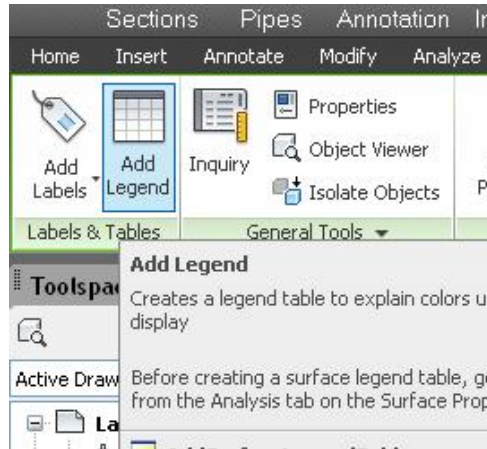 Sections Pipes Annotation
Home Insert Annotate Modify Analyze
Add Labels
Add Legend
Inquiry
Properties
Object Viewer
Isolate Objects
Labels & Tables General Tools
Toolspa
Add Legend
Creates a legend table to explain colors u
display
Active Draw
Before creating a surface legend table, g
from the Analysis tab on the Surface Prop
La